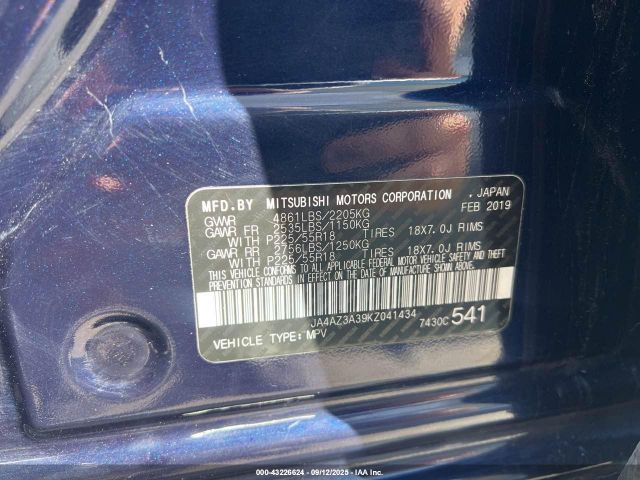 MFD.BY MITSUBISHI MOTORS CORPORATION , JAPAN
GVWR 4861LBS/2205KG FEB 2019
GAWR FR 2535LBS/1150KG
WITH P225/55R18 TIRES 18X7.0J RIMS
GAWR RR 2756LBS/1250KG
WITH P225/55R18 TIRES 18X7.0J RIMS
THIS VEHICLE CONFORMS TO ALL APPLICABLE FEDERAL MOTOR VEHICLE SAFETY, BUMPER AND THEFT
PREVENTION STANDARDS IN EFFECT ON THE DATE OF MANUFACTURE SHOWN ABOVE.
JA4AZ3A39KZ041434
7430C 541
VEHICLE TYPE: MPV
000-43226624 - 09/12/2025 - IAA Inc.